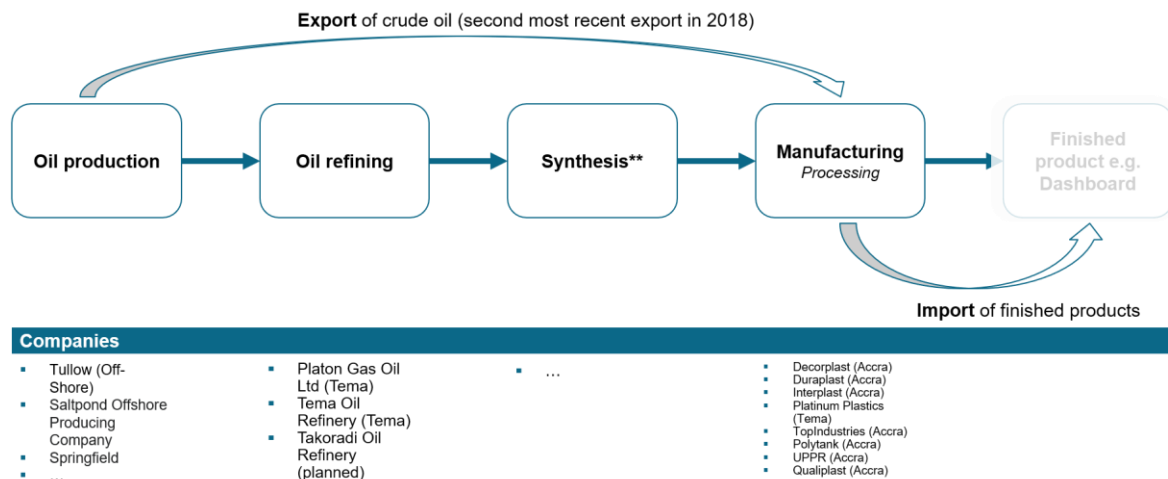 Export of crude oil (second most recent export in 2018)
Oil production
Oil refining
Synthesis**
Manufacturing
Processing
Finished
product e.g.
Dashboard
Import of finished products
Companies
▪ Tullow (Off-
Shore)
▪ Saltpond Offshore
Producing
Company
▪ Springfield
▪ …
▪ Platon Gas Oil
Ltd (Tema)
▪ Tema Oil
Refinery (Tema)
▪ Takoradi Oil
Refinery
(planned)
▪ …
▪ Decorplast (Accra)
▪ Duraplast (Accra)
▪ Interplast (Accra)
▪ Platinum Plastics
(Tema)
▪ TopIndustries (Accra)
▪ Polytank (Accra)
▪ UPPR (Accra)
▪ Qualiplast (Accra)